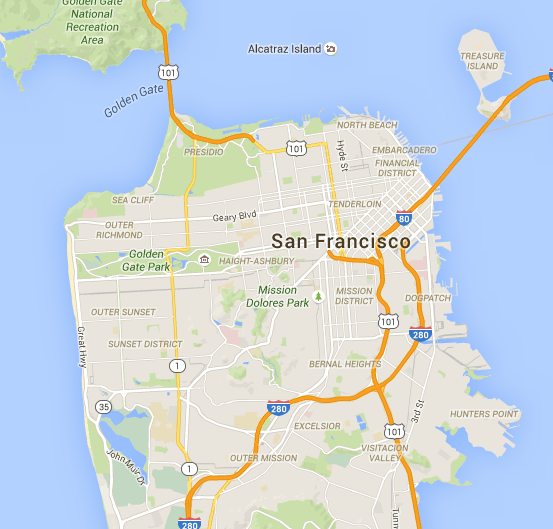 Golden Gate
National
Recreation
Area
Alcatraz Island
TREASURE
ISLAND
80
101
Golden Gate
NORTH BEACH
101
Hyde St
PRESIDIO
EMBARCADERO
FINANCIAL
DISTRICT
SEA CLIFF
TENDERLOIN
Geary Blvd
80
OUTER
RICHMOND
San Francisco
Golden
Gate Park
HAIGHT-ASHBURY
Mission
Dolores Park
MISSION
DISTRICT
DOGPATCH
OUTER SUNSET
101
Great Hwy
SUNSET DISTRICT
280
1
BERNAL HEIGHTS
35
280
3rd St
HUNTERS POINT
EXCELSIOR
101
John Muir Dr
OUTER MISSION
VISITACION
VALLEY
1
280